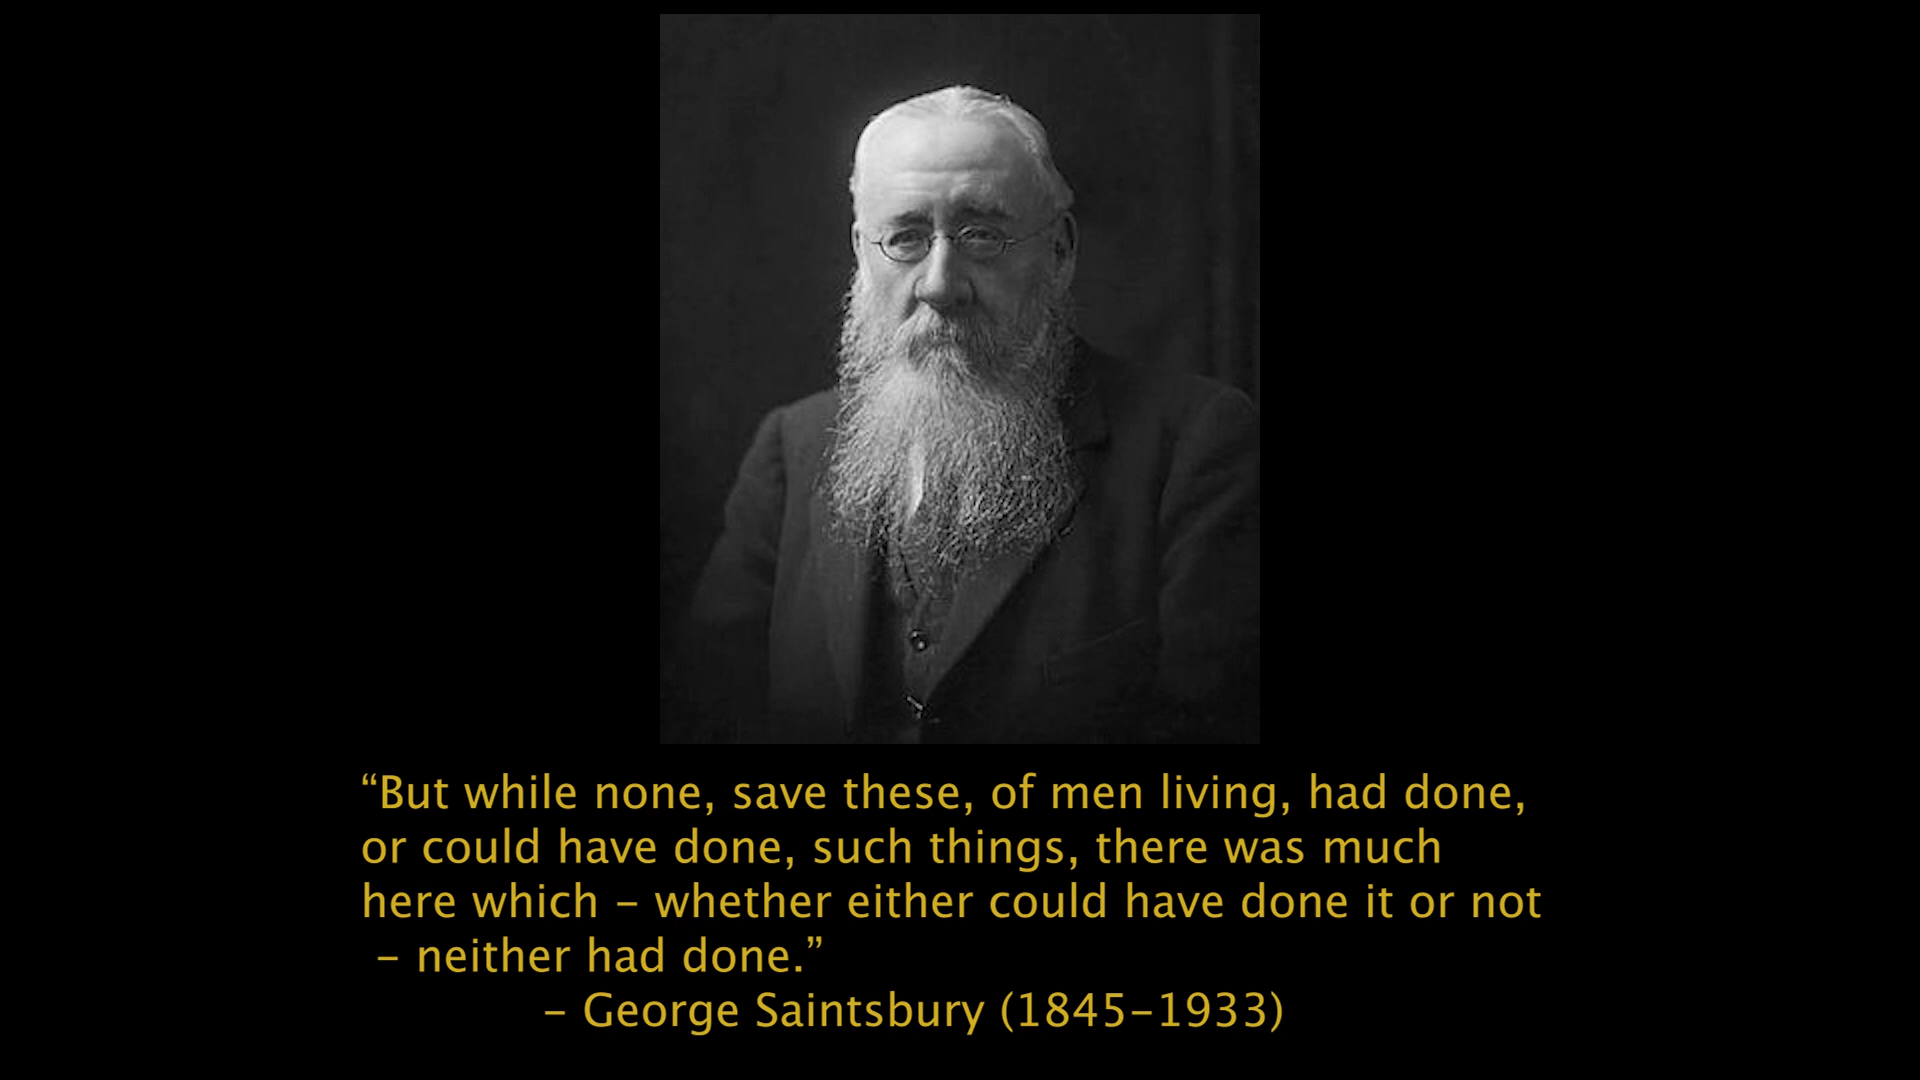 “But while none, save these, of men living, had done,
or could have done, such things, there was much
here which – whether either could have done it or not
– neither had done.”
– George Saintsbury (1845–1933)